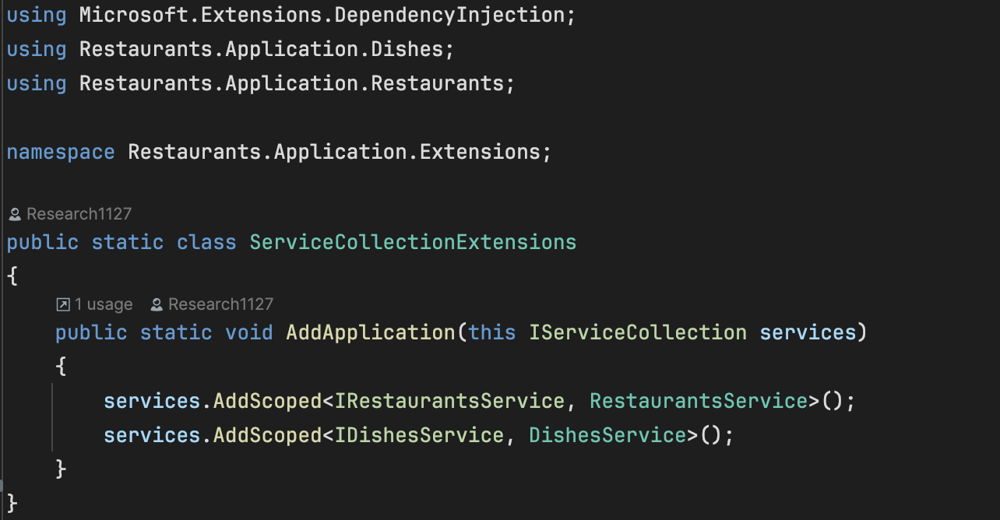 using Microsoft.Extensions.DependencyInjection;
using Restaurants.Application.Dishes;
using Restaurants.Application.Restaurants;
namespace Restaurants.Application.Extensions;
Research1127
public static class ServiceCollectionExtensions
{
1 usage Research1127
public static void AddApplication(this IServiceCollection services)
{
services.AddScoped<IRestaurantsService, RestaurantsService>();
services.AddScoped<IDishesService, DishesService>();
}
}